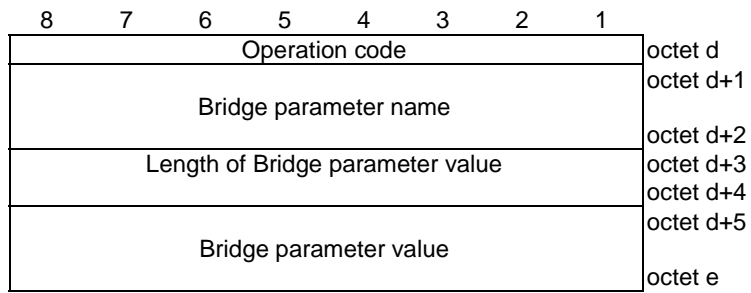 8 7 6 5 4 3 2 1
Operation code octet d
octet d+1
Bridge parameter name
octet d+2
Length of Bridge parameter value octet d+3
octet d+4
octet d+5
Bridge parameter value
octet e